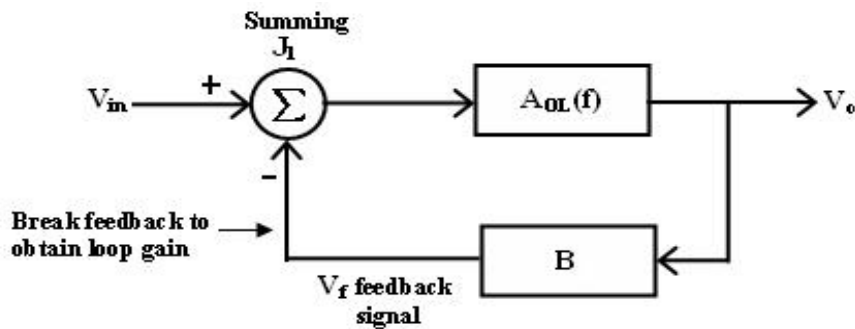 Summing
J1
Vin
+
Σ
AOL(f)
Vo
-
Break feedback to
obtain loop gain
B
Vf feedback
signal